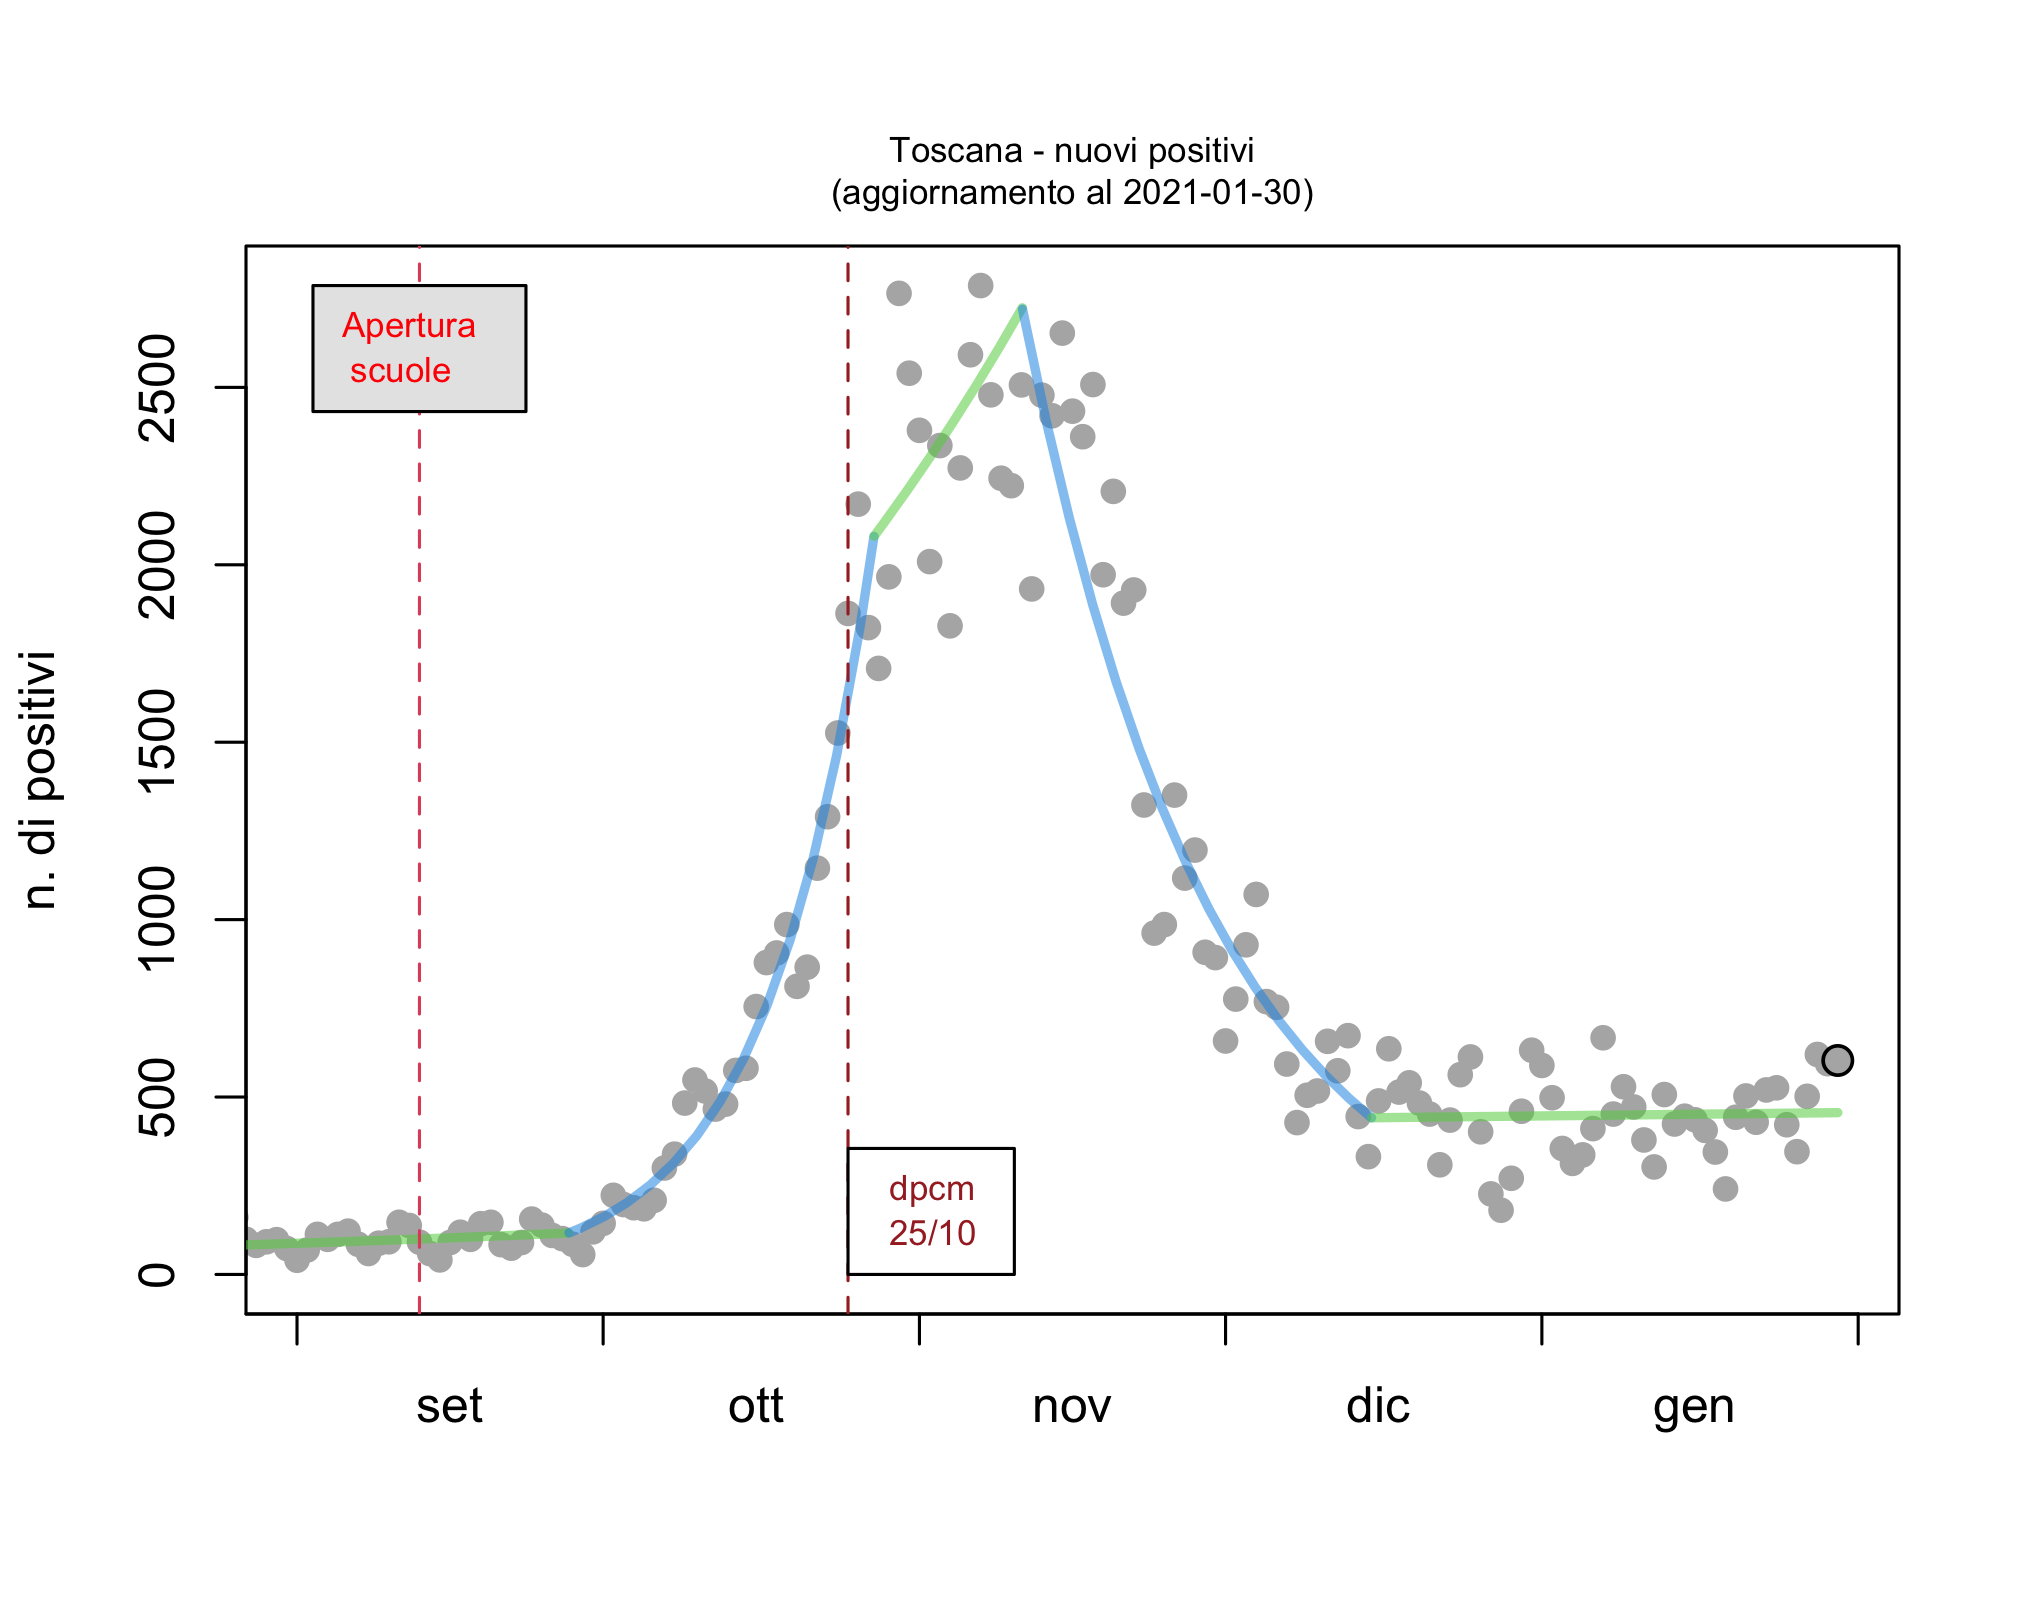 Toscana - nuovi positivi
(aggiornamento al 2021-01-30)
n. di positivi
2500
2000
1500
1000
500
0
Apertura
scuole
dpcm
25/10
set
ott
nov
dic
gen